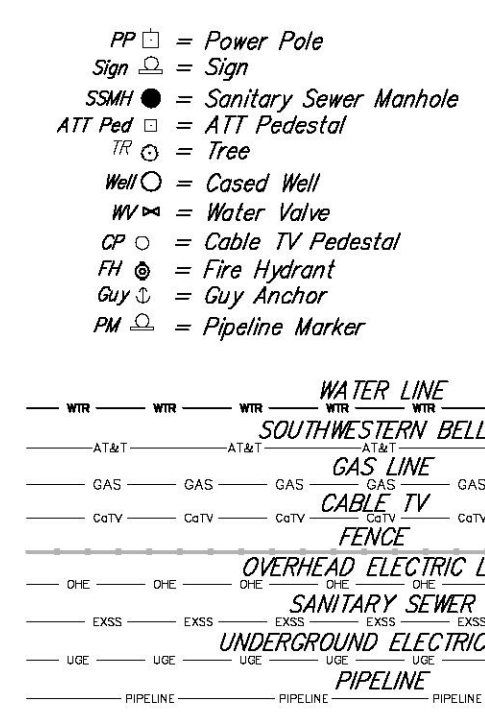 PP = Power Pole
Sign = Sign
SSMH = Sanitary Sewer Manhole
ATT Ped = ATT Pedestal
TR = Tree
Well = Cased Well
WV = Water Valve
CP = Cable TV Pedestal
FH = Fire Hydrant
Guy = Guy Anchor
PM = Pipeline Marker
WATER LINE
WTR WTR WTR WTR WTR
SOUTHWESTERN BELL
AT&T AT&T AT&T
GAS LINE
GAS GAS GAS GAS GAS
CABLE TV
CaTV CaTV CaTV CaTV CaTV
FENCE
OVERHEAD ELECTRIC L
OHE OHE OHE OHE OHE
SANITARY SEWER
EXSS EXSS EXSS EXSS EXSS
UNDERGROUND ELECTRIC
UGE UGE UGE UGE UGE
PIPELINE
PIPELINE PIPELINE PIPELINE